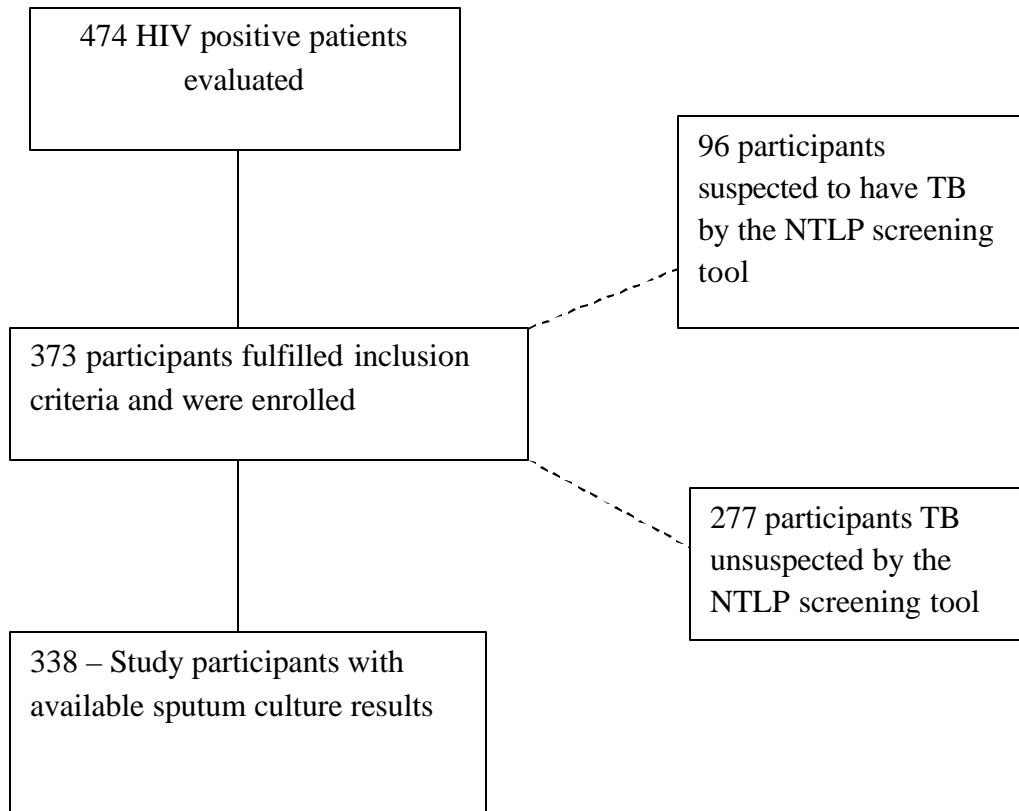 474 HIV positive patients
evaluated
96 participants
suspected to have TB
by the NTLP screening
tool
373 participants fulfilled inclusion
criteria and were enrolled
277 participants TB
unsuspected by the
NTLP screening tool
338 – Study participants with
available sputum culture results